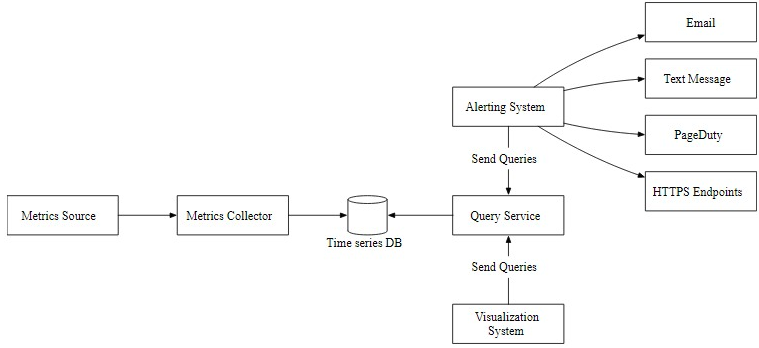 Email
Text Message
Alerting System
PageDuty
Send Queries
HTTPS Endpoints
Metrics Source
Metrics Collector
Query Service
Time series DB
Send Queries
Visualization
System